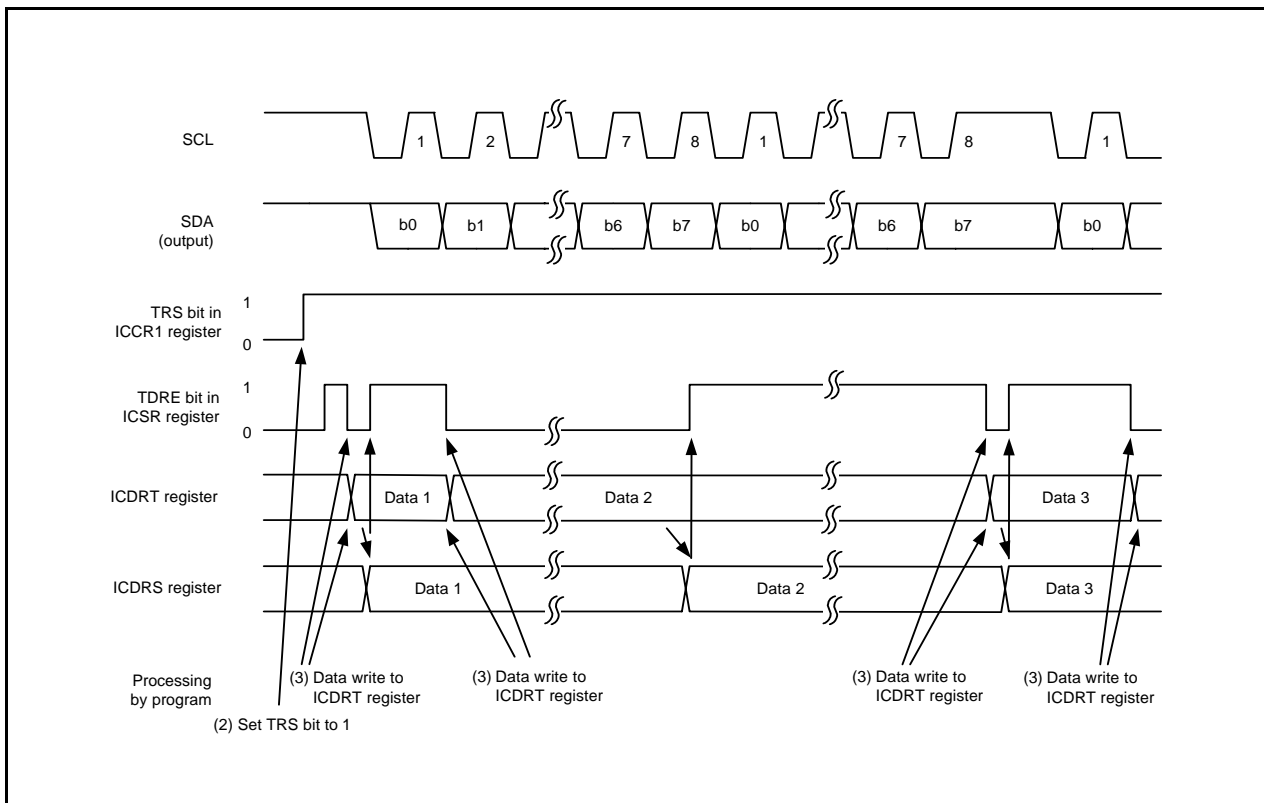 SCL
1 2 7 8 1 7 8 1
SDA
(output)
b0 b1 b6 b7 b0 b6 b7 b0
TRS bit in
ICCR1 register
1
0
TDRE bit in
ICSR register
1
0
ICDRT register
Data 1 Data 2 Data 3
ICDRS register
Data 1 Data 2 Data 3
Processing
by program
(3) Data write to
ICDRT register
(3) Data write to
ICDRT register
(3) Data write to
ICDRT register
(3) Data write to
ICDRT register
(2) Set TRS bit to 1